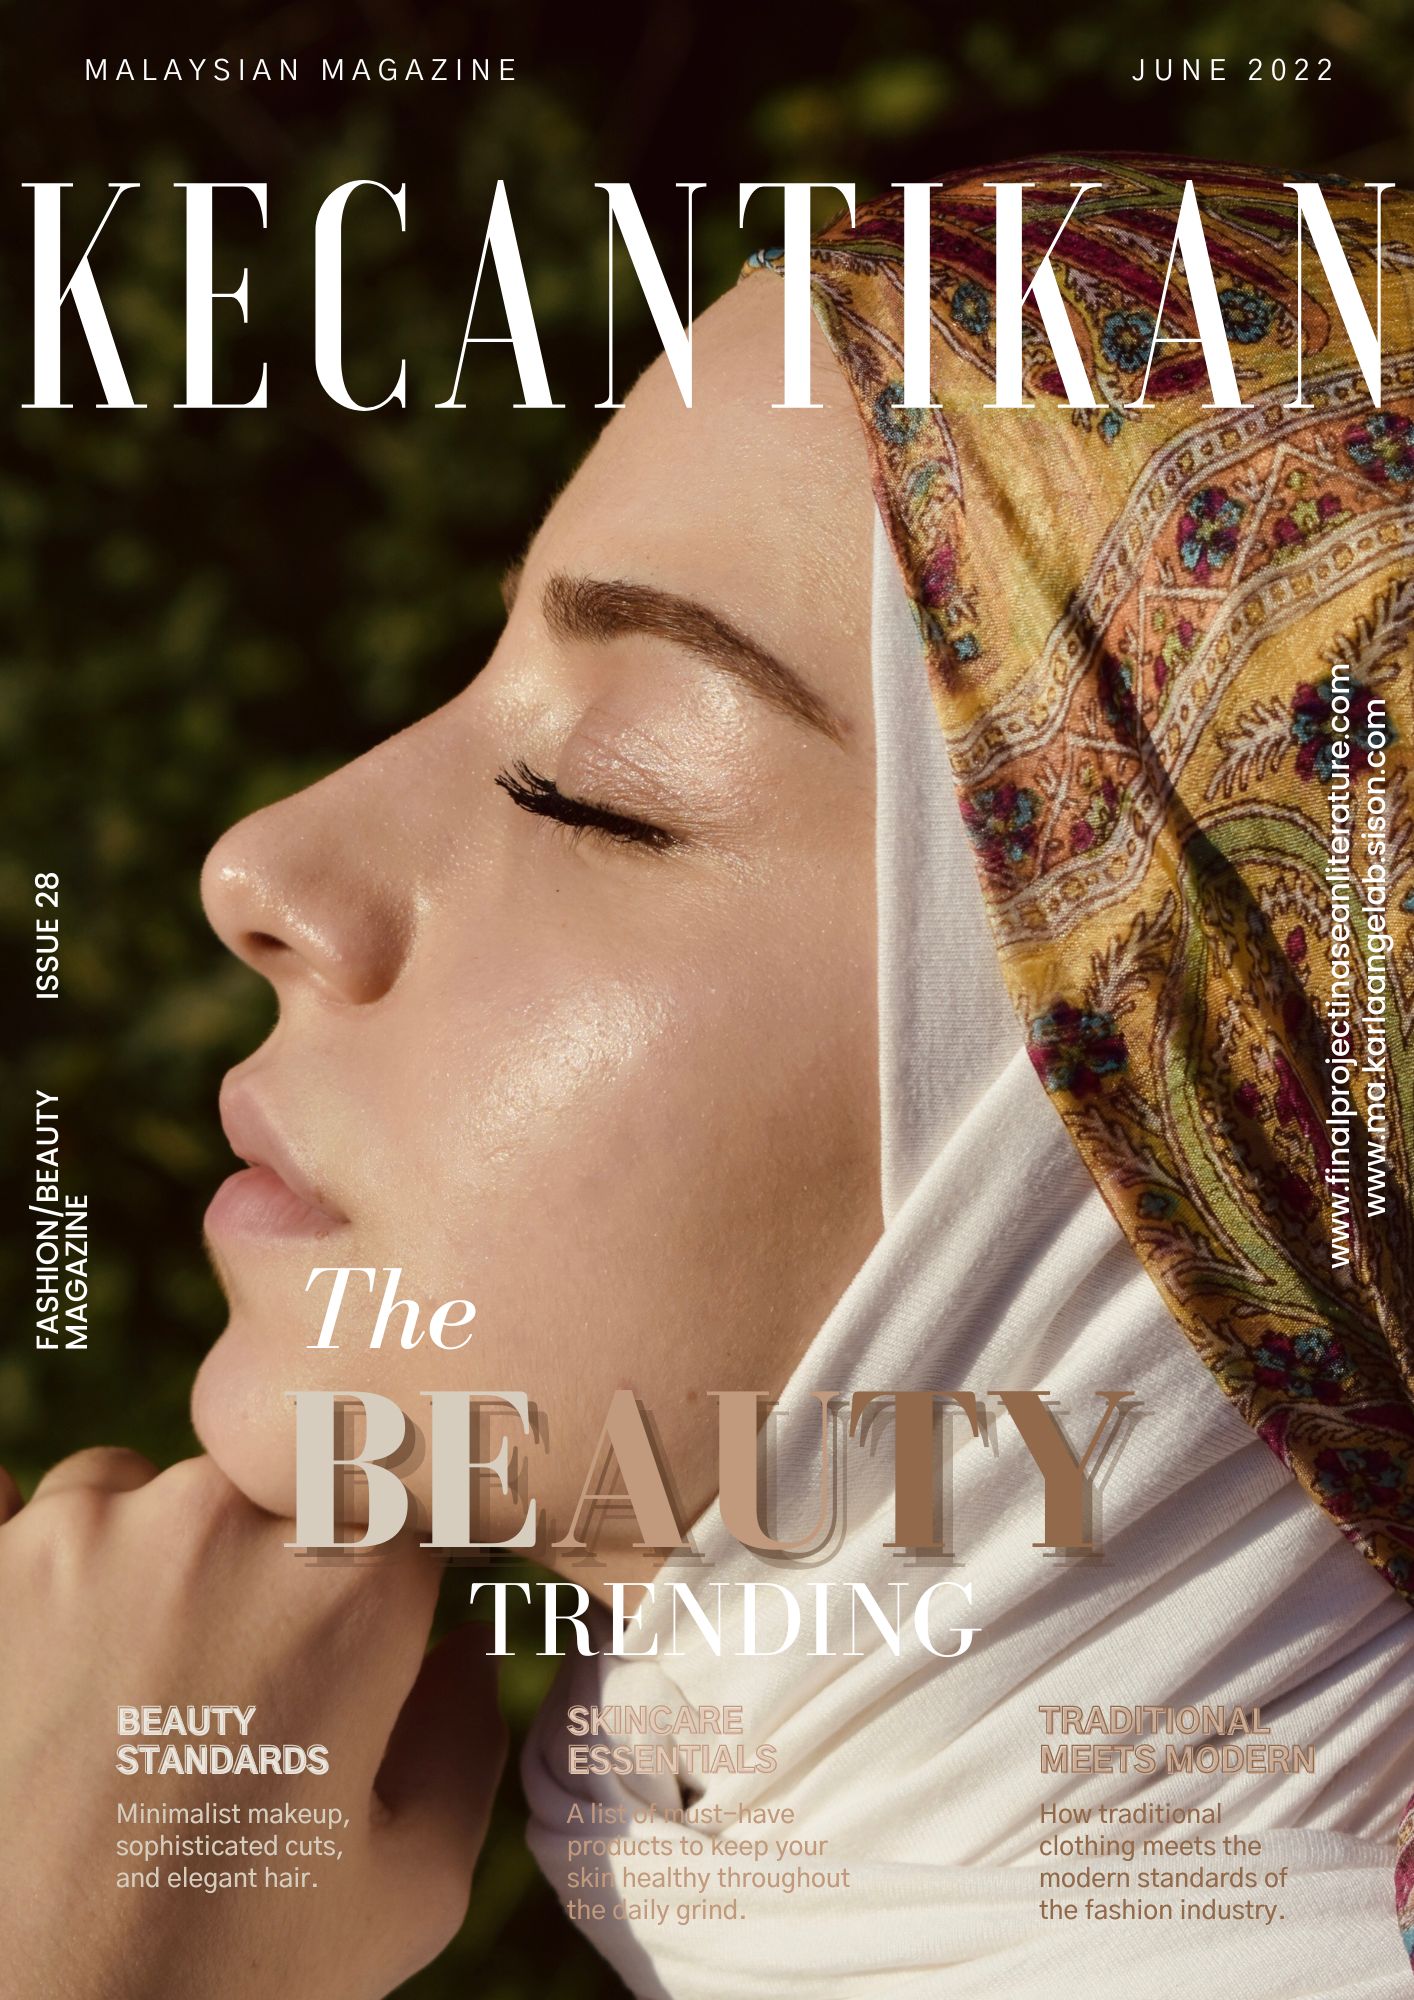 MALAYSIAN MAGAZINE
JUNE 2022
KECANTIKAN
ISSUE 28
FASHION/BEAUTY
MAGAZINE
www.finalprojectinaseanliterature.com
www.ma.karlaangelab.sison.com
The
BEAUTY
TRENDING
BEAUTY
STANDARDS
Minimalist makeup,
sophisticated cuts,
and elegant hair.
SKINCARE
ESSENTIALS
A list of must-have
products to keep your
skin healthy throughout
the daily grind.
TRADITIONAL
MEETS MODERN
How traditional
clothing meets the
modern standards of
the fashion industry.